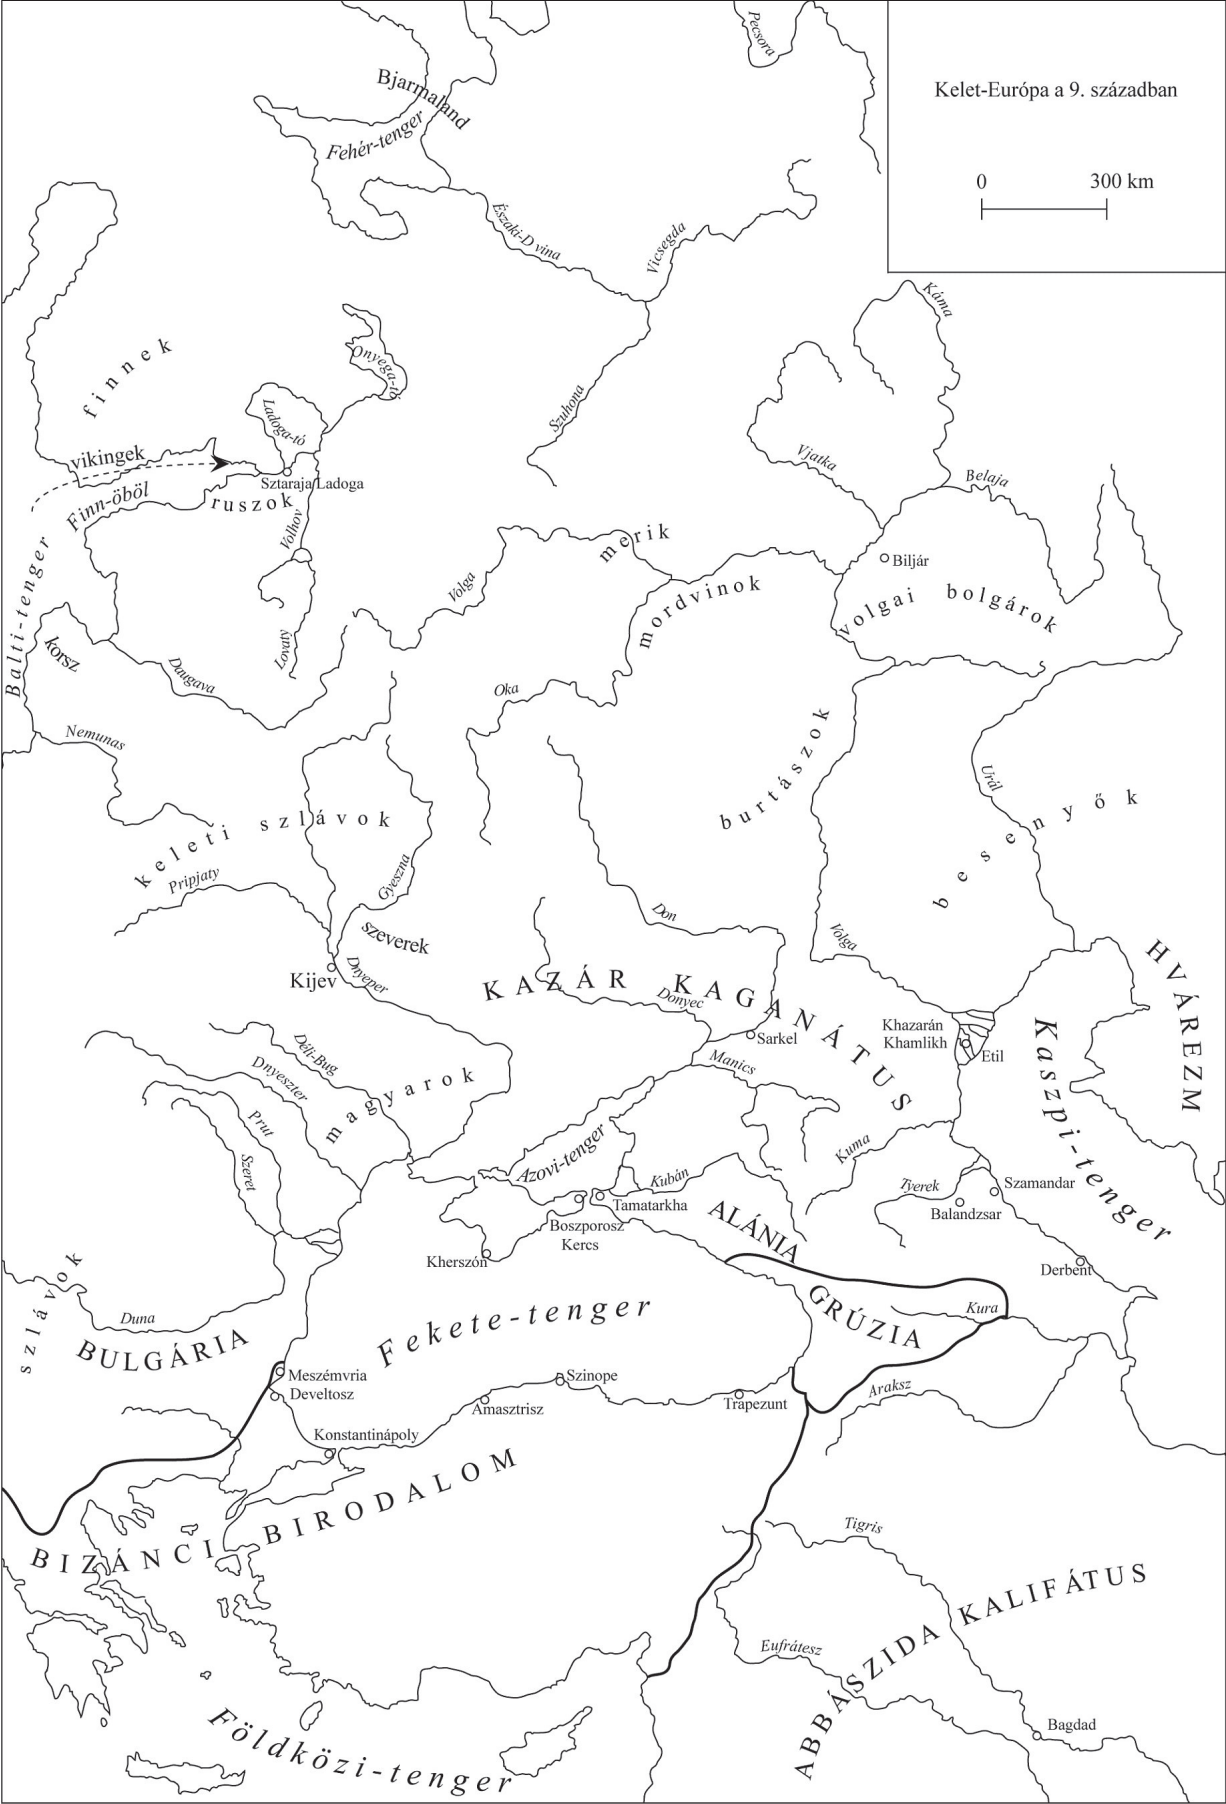 Kelet-Európa a 9. században
0 300 km
Pecsora
Bjarmaland
Fehér-tenger
Északi-Dvina
Vicsegda
Káma
finnek
Onyega-tó
Ladoga-tó
Szuhona
vikingek
Vjatka
Belaja
Sztaraja Ladoga
Finn-öböl
ruszok
Volhov
Balti-tenger
merik
Biljár
Volga
mordvinok
volgai bolgárok
korsz
Lovaty
Daugava
Oka
Nemunas
burtászok
Urál
besenyők
keleti szlávok
Pripjaty
Gyeszna
Don
szeverek
Volga
Kijev
Dnyeper
KAZÁR KAGANÁTUS
Donyec
HVÁREZM
Khazarán
Khamlikh
Etil
Sarkel
Déli-Bug
Dnyeszter
magyarok
Manics
Kaszpi-tenger
Prut
Szeret
Azovi-tenger
Kuma
Kubán
Tyerek
Szamandar
Balandzsar
Tamatarkha
Boszporosz
Kercs
ALÁNIA
Kherszón
Derbent
szlávok
Duna
BULGÁRIA
Fekete-tenger
GRÚZIA
Kura
Meszémvria
Develtosz
Szinope
Amasztrisz
Trapezunt
Araksz
Konstantinápoly
BIZÁNCI BIRODALOM
Tigris
ABBÁSZIDA KALIFÁTUS
Eufrátesz
Bagdad
Földközi-tenger